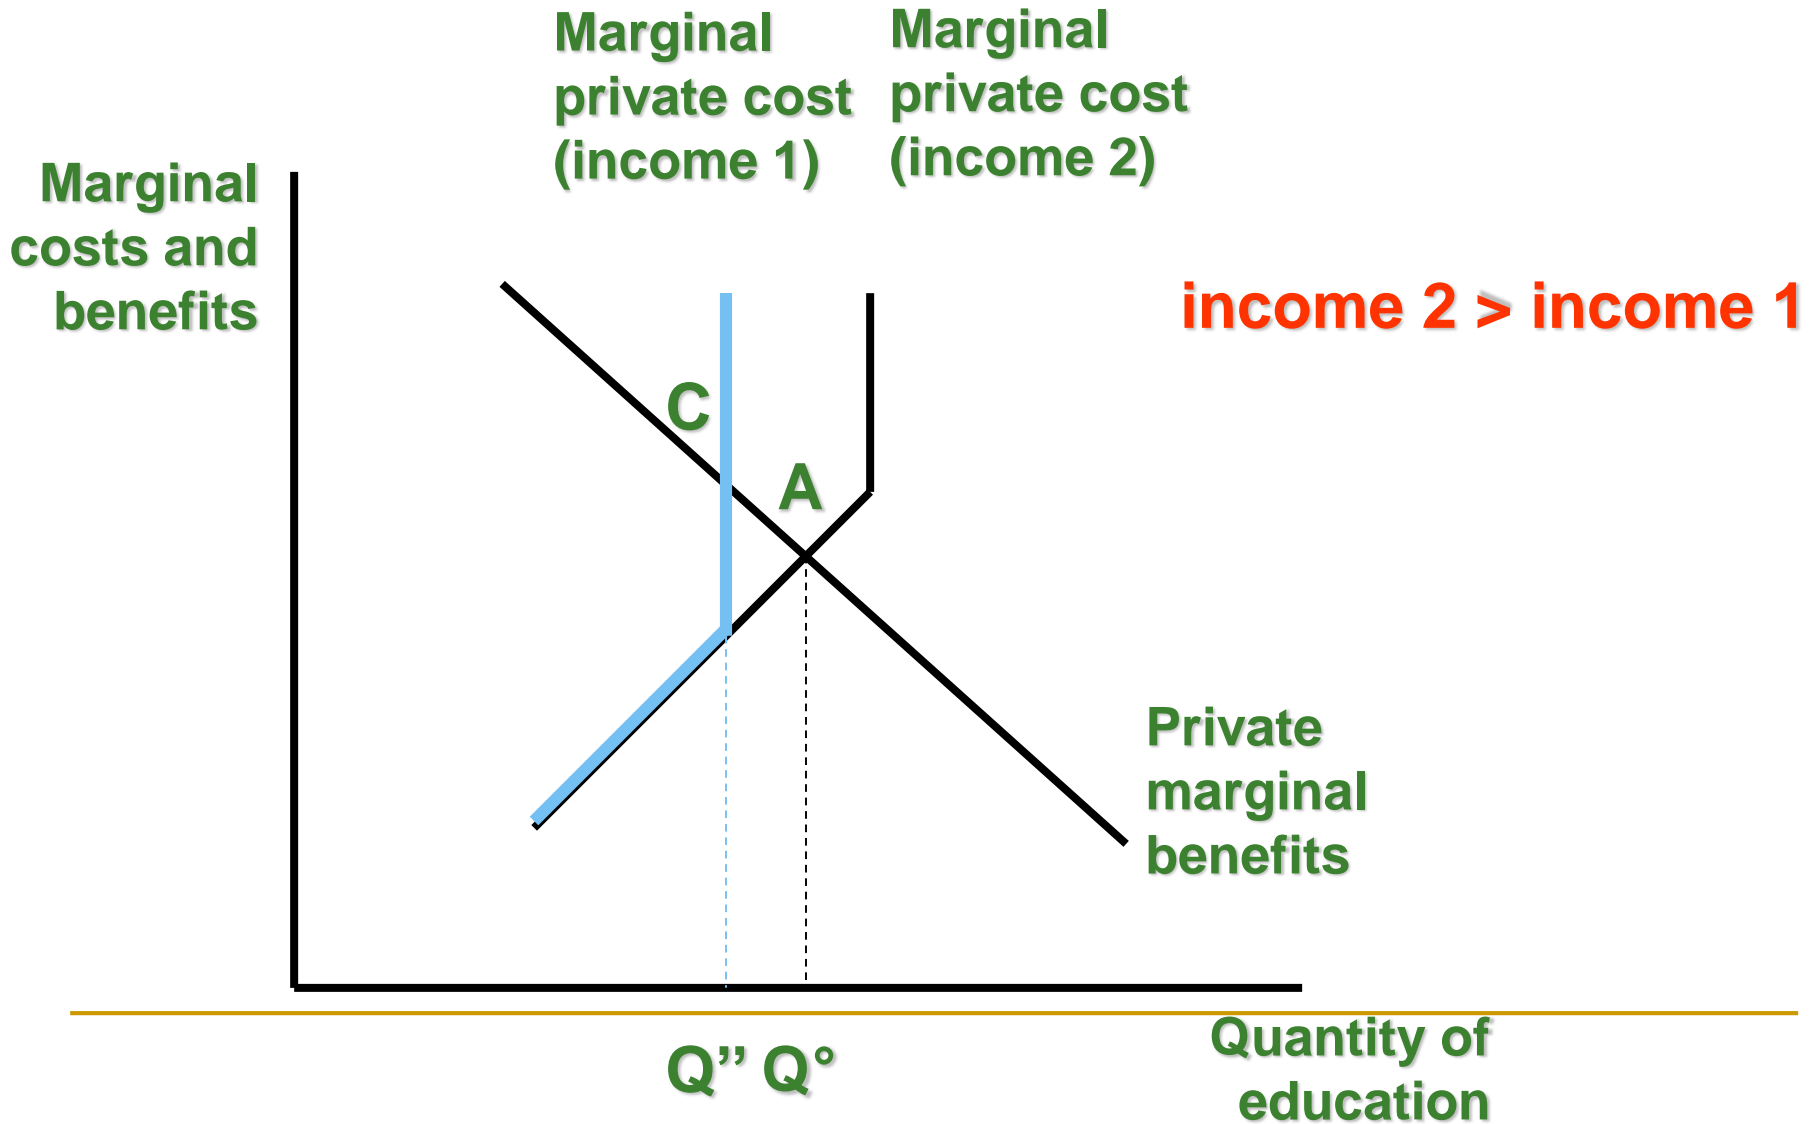 Marginal
private cost
(income 1)
Marginal
private cost
(income 2)
Marginal
costs and
benefits
income 2 > income 1
C
A
Private
marginal
benefits
Q” Q°
Quantity of
education